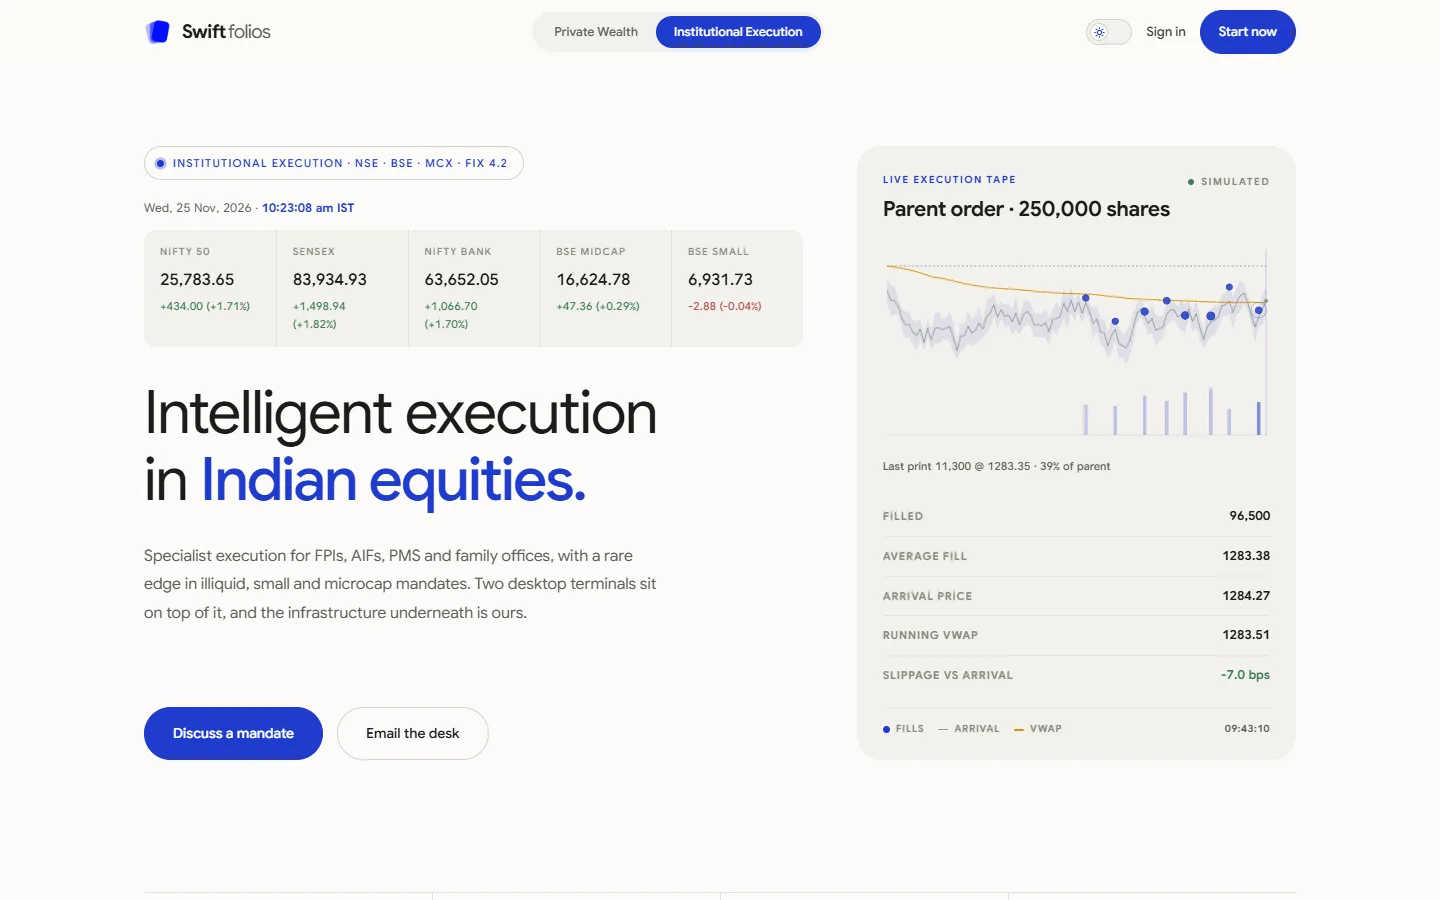 Swiftfolios
Private Wealth
Institutional Execution
Sign in
Start now
INSTITUTIONAL EXECUTION · NSE · BSE · MCX · FIX 4.2
Wed, 25 Nov, 2026 · 10:23:08 am IST
NIFTY 50
25,783.65
+434.00 (+1.71%)
SENSEX
83,934.93
+1,498.94
(+1.82%)
NIFTY BANK
63,652.05
+1,066.70
(+1.70%)
BSE MIDCAP
16,624.78
+47.36 (+0.29%)
BSE SMALL
6,931.73
-2.88 (-0.04%)
Intelligent execution
in Indian equities.
Specialist execution for FPIs, AIFs, PMS and family offices, with a rare
edge in illiquid, small and microcap mandates. Two desktop terminals sit
on top of it, and the infrastructure underneath is ours.
Discuss a mandate
Email the desk
LIVE EXECUTION TAPE
SIMULATED
Parent order · 250,000 shares
Last print 11,300 @ 1283.35 · 39% of parent
FILLED 96,500
AVERAGE FILL 1283.38
ARRIVAL PRICE 1284.27
RUNNING VWAP 1283.51
SLIPPAGE VS ARRIVAL -7.0 bps
FILLS ARRIVAL VWAP 09:43:10